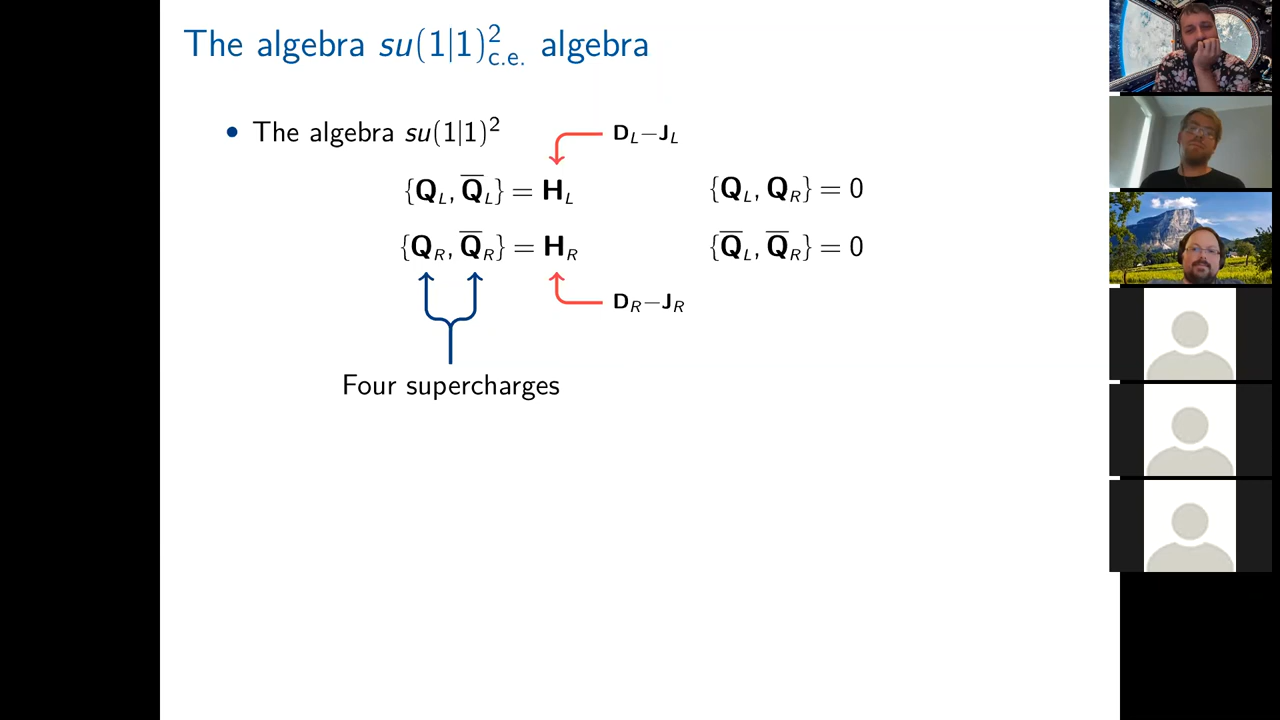 The algebra su(1|1)²c.e. algebra
• The algebra su(1|1)²
D_L−J_L
{Q_L, Q̅_L} = H_L    {Q_L, Q_R} = 0
{Q_R, Q̅_R} = H_R    {Q̅_L, Q̅_R} = 0
D_R−J_R
Four supercharges